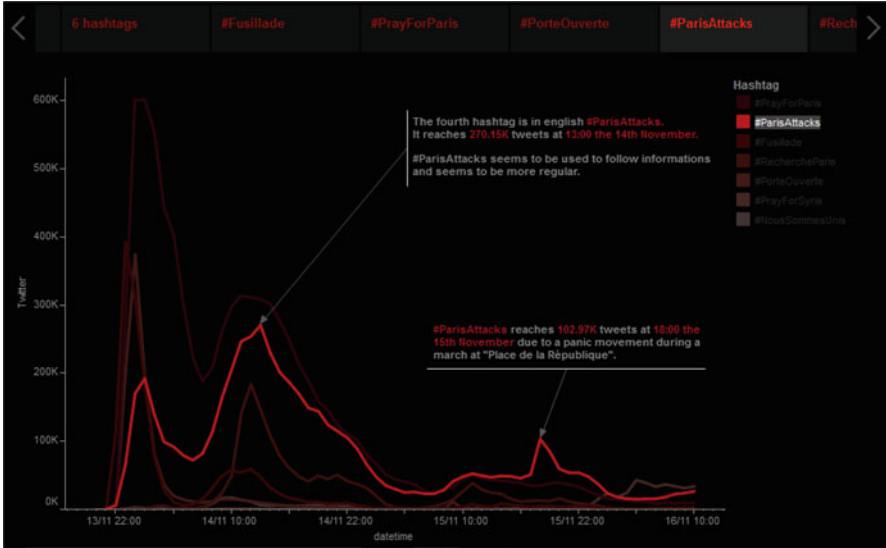 6 hashtags #Fusillade #PrayForParis #PorteOuverte #ParisAttacks #Rech
Hashtag
#PrayForParis
#ParisAttacks
#Fusillade
#RechercheParis
#PorteOuverte
#PrayForSyria
#NousSommesUnis
The fourth hashtag is in english #ParisAttacks.
It reaches 270.15K tweets at 13:00 the 14th November.
#ParisAttacks seems to be used to follow informations
and seems to be more regular.
#ParisAttacks reaches 102.97K tweets at 18:00 the
15th November due to a panic movement during a
march at "Place de la Rèpublique".
600K
500K
400K
300K
200K
100K
0K
Twitter
13/11 22:00 14/11 10:00 14/11 22:00 15/11 10:00 15/11 22:00 16/11 10:00
datetime